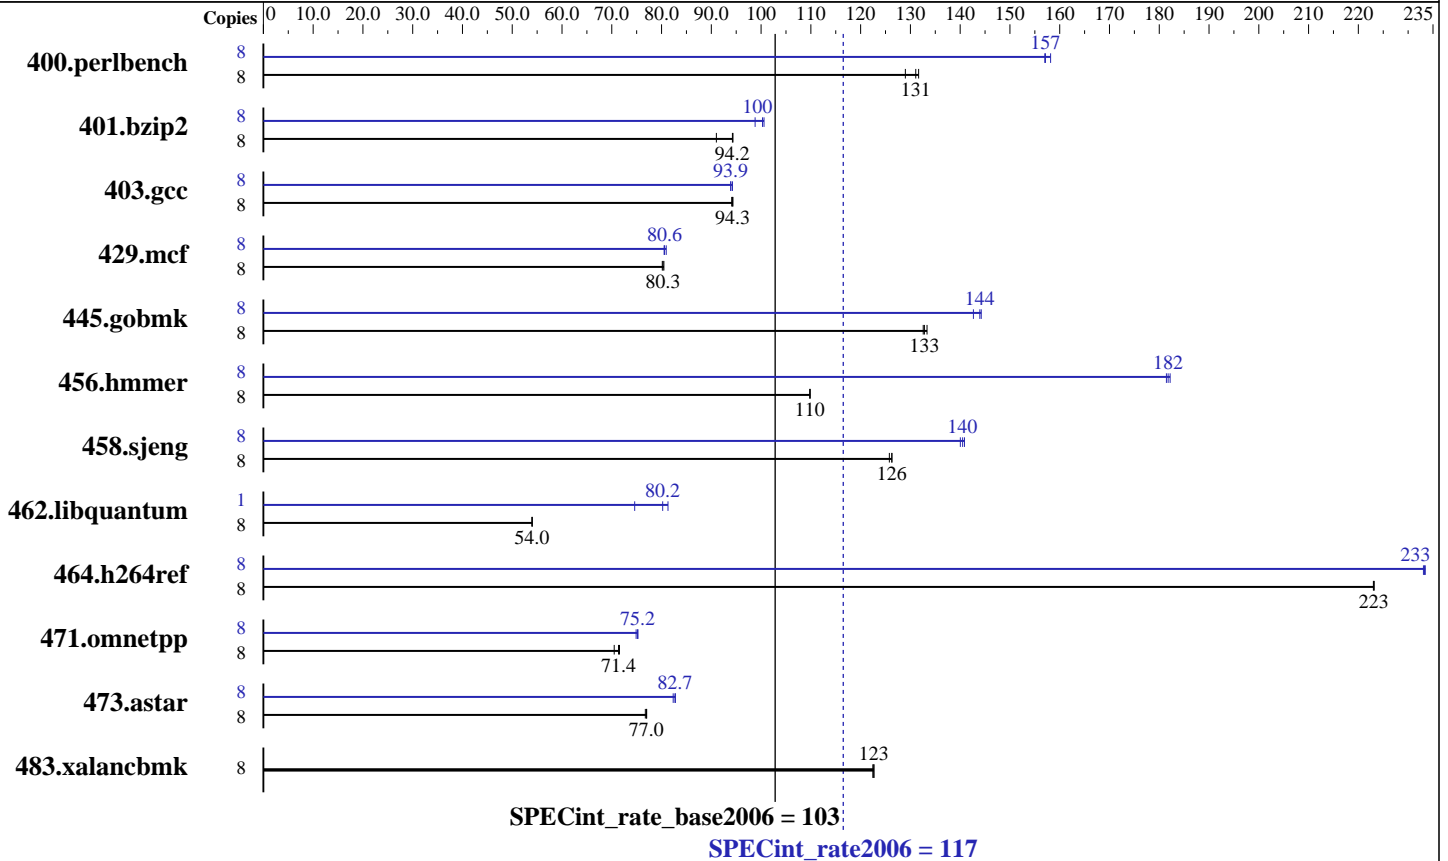 Copies 0 10.0 20.0 30.0 40.0 50.0 60.0 70.0 80.0 90.0 100 110 120 130 140 150 160 170 180 190 200 210 220 235
400.perlbench 8 157
8 131
401.bzip2 8 100
8 94.2
403.gcc 8 93.9
8 94.3
429.mcf 8 80.6
8 80.3
445.gobmk 8 144
8 133
456.hmmer 8 182
8 110
458.sjeng 8 140
8 126
462.libquantum 1 80.2
8 54.0
464.h264ref 8 233
8 223
471.omnetpp 8 75.2
8 71.4
473.astar 8 82.7
8 77.0
483.xalancbmk 8 123
SPECint_rate_base2006 = 103
SPECint_rate2006 = 117